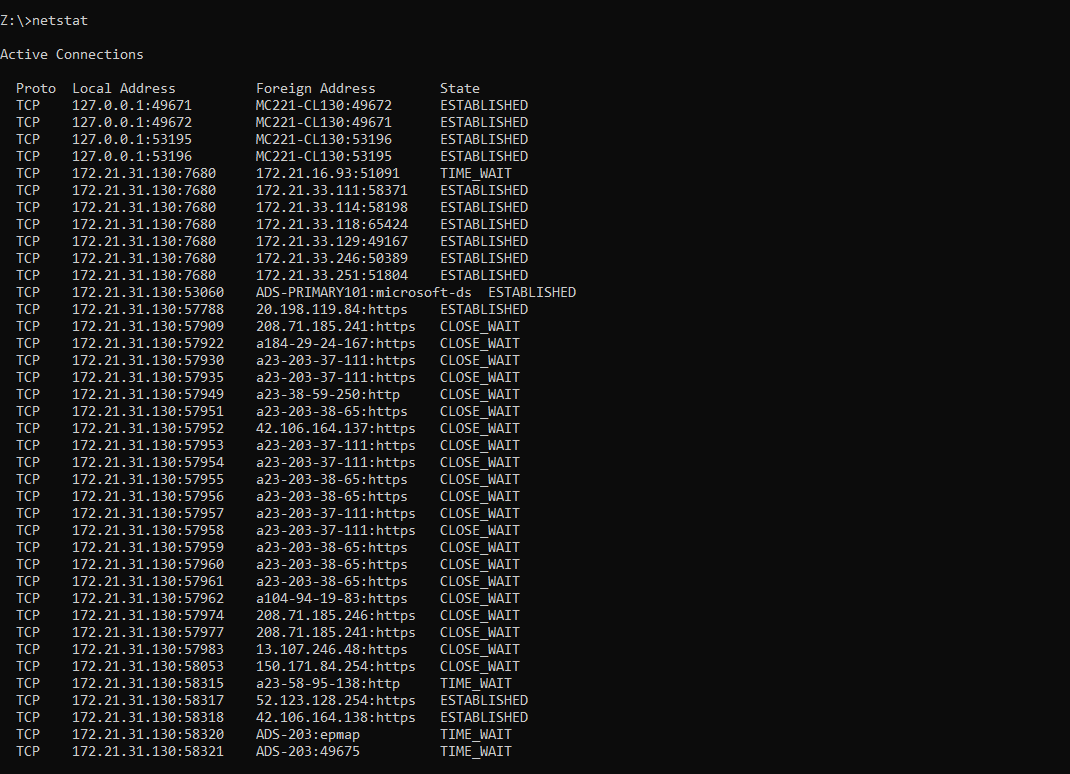 Z:\>netstat
Active Connections
Proto Local Address Foreign Address State
TCP 127.0.0.1:49671 MC221-CL130:49672 ESTABLISHED
TCP 127.0.0.1:49672 MC221-CL130:49671 ESTABLISHED
TCP 127.0.0.1:53195 MC221-CL130:53196 ESTABLISHED
TCP 127.0.0.1:53196 MC221-CL130:53195 ESTABLISHED
TCP 172.21.31.130:7680 172.21.16.93:51091 TIME_WAIT
TCP 172.21.31.130:7680 172.21.33.111:58371 ESTABLISHED
TCP 172.21.31.130:7680 172.21.33.114:58198 ESTABLISHED
TCP 172.21.31.130:7680 172.21.33.118:65424 ESTABLISHED
TCP 172.21.31.130:7680 172.21.33.129:49167 ESTABLISHED
TCP 172.21.31.130:7680 172.21.33.246:50389 ESTABLISHED
TCP 172.21.31.130:7680 172.21.33.251:51804 ESTABLISHED
TCP 172.21.31.130:53060 ADS-PRIMARY101:microsoft-ds ESTABLISHED
TCP 172.21.31.130:57788 20.198.119.84:https ESTABLISHED
TCP 172.21.31.130:57909 208.71.185.241:https CLOSE_WAIT
TCP 172.21.31.130:57922 a184-29-24-167:https CLOSE_WAIT
TCP 172.21.31.130:57930 a23-203-37-111:https CLOSE_WAIT
TCP 172.21.31.130:57935 a23-203-37-111:https CLOSE_WAIT
TCP 172.21.31.130:57949 a23-38-59-250:http CLOSE_WAIT
TCP 172.21.31.130:57951 a23-203-38-65:https CLOSE_WAIT
TCP 172.21.31.130:57952 42.106.164.137:https CLOSE_WAIT
TCP 172.21.31.130:57953 a23-203-37-111:https CLOSE_WAIT
TCP 172.21.31.130:57954 a23-203-37-111:https CLOSE_WAIT
TCP 172.21.31.130:57955 a23-203-38-65:https CLOSE_WAIT
TCP 172.21.31.130:57956 a23-203-38-65:https CLOSE_WAIT
TCP 172.21.31.130:57957 a23-203-37-111:https CLOSE_WAIT
TCP 172.21.31.130:57958 a23-203-37-111:https CLOSE_WAIT
TCP 172.21.31.130:57959 a23-203-38-65:https CLOSE_WAIT
TCP 172.21.31.130:57960 a23-203-38-65:https CLOSE_WAIT
TCP 172.21.31.130:57961 a23-203-38-65:https CLOSE_WAIT
TCP 172.21.31.130:57962 a104-94-19-83:https CLOSE_WAIT
TCP 172.21.31.130:57974 208.71.185.246:https CLOSE_WAIT
TCP 172.21.31.130:57977 208.71.185.241:https CLOSE_WAIT
TCP 172.21.31.130:57983 13.107.246.48:https CLOSE_WAIT
TCP 172.21.31.130:58053 150.171.84.254:https CLOSE_WAIT
TCP 172.21.31.130:58315 a23-58-95-138:http TIME_WAIT
TCP 172.21.31.130:58317 52.123.128.254:https ESTABLISHED
TCP 172.21.31.130:58318 42.106.164.138:https ESTABLISHED
TCP 172.21.31.130:58320 ADS-203:epmap TIME_WAIT
TCP 172.21.31.130:58321 ADS-203:49675 TIME_WAIT